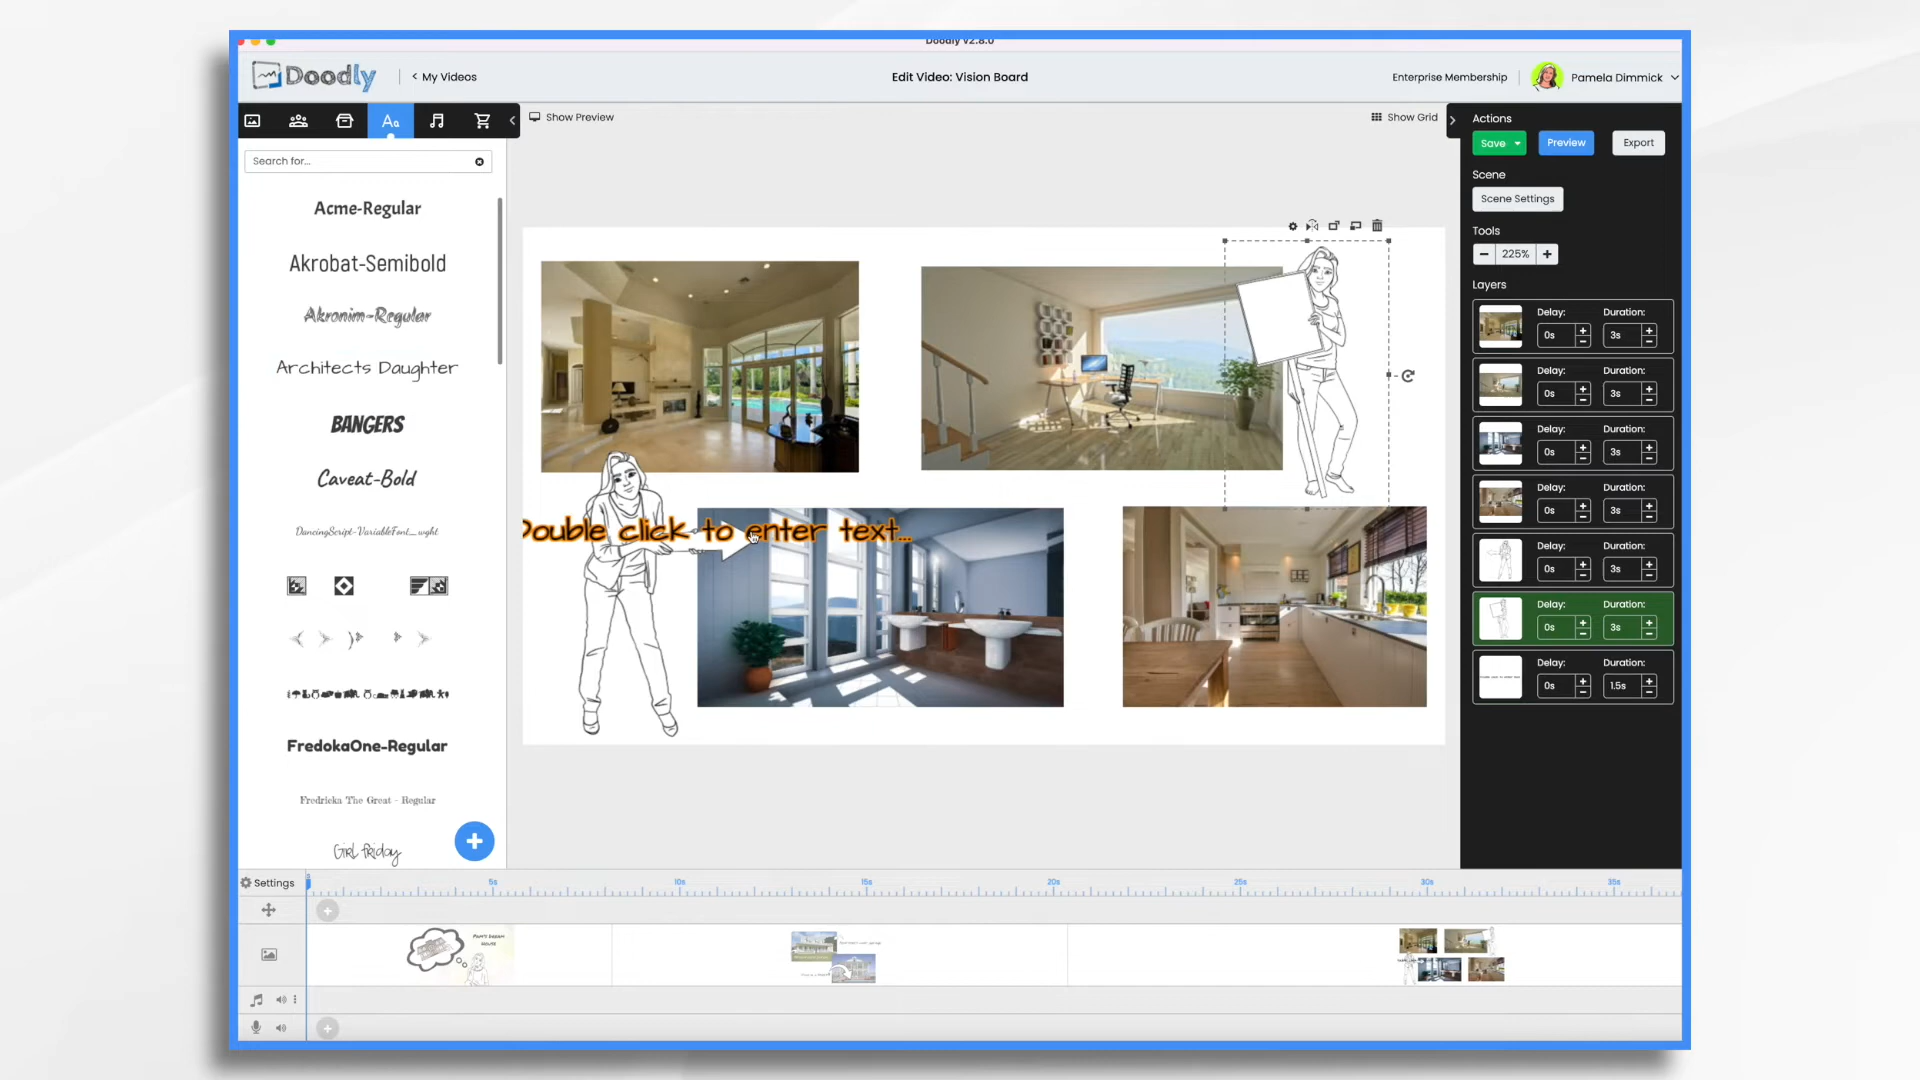 Doodly v2.8.0
Doodly
< My Videos
Edit Video: Vision Board
Enterprise Membership
Pamela Dimmick
Aa
Show Preview
Show Grid
Search for...
Acme-Regular
Akrobat-Semibold
Akronim-Regular
Architects Daughter
BANGERS
Caveat-Bold
DancingScript-VariableFont_wght
FredokaOne-Regular
Fredricka The Great - Regular
Girl friday
Double click to enter text...
Actions
Save
Preview
Export
Scene
Scene Settings
Tools
225%
Layers
Delay: Duration:
0s 3s
Delay: Duration:
0s 3s
Delay: Duration:
0s 3s
Delay: Duration:
0s 3s
Delay: Duration:
0s 3s
Delay: Duration:
0s 3s
Delay: Duration:
0s 1.5s
Settings
5s 10s 15s 20s 25s 30s 35s
PAM'S DREAM
HOUSE